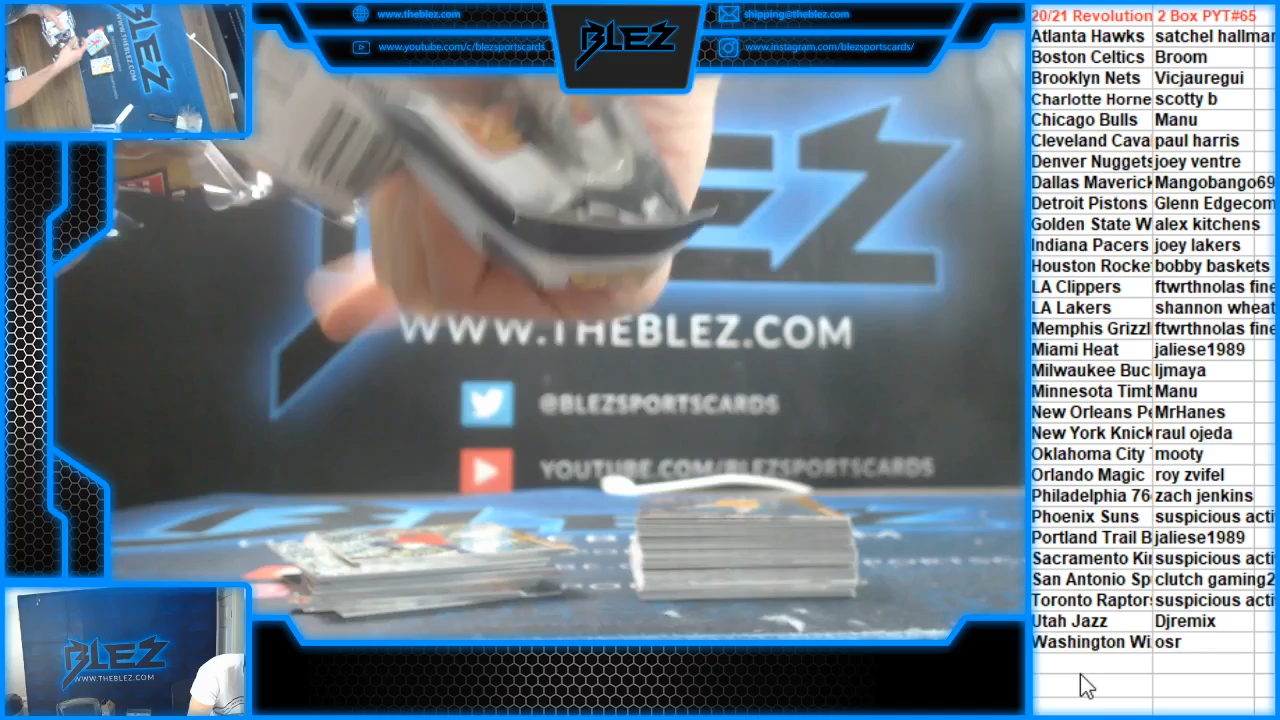 www.theblez.com
www.youtube.com/c/blezsportscards
BLEZ
shipping@theblez.com
www.instagram.com/blezsportscards/
WWW.THEBLEZ.COM
@BLEZSPORTSCARDS
YOUTUBE.COM/BLEZSPORTSCARDS
BLEZ
WWW.THEBLEZ.COM
BLEZ
WWW.THEBLEZ.COM
20/21 Revolution 2 Box PYT#65
Atlanta Hawks satchel hallmar
Boston Celtics Broom
Brooklyn Nets Vicjauregui
Charlotte Horne scotty b
Chicago Bulls Manu
Cleveland Cava paul harris
Denver Nuggets joey ventre
Dallas Maverick Mangobango69
Detroit Pistons Glenn Edgecom
Golden State W alex kitchens
Indiana Pacers joey lakers
Houston Rocke bobby baskets
LA Clippers ftwrthnolas fine
LA Lakers shannon wheat
Memphis Grizzl ftwrthnolas fine
Miami Heat jaliese1989
Milwaukee Buc ljmaya
Minnesota Timb Manu
New Orleans Pe MrHanes
New York Knick raul ojeda
Oklahoma City mooty
Orlando Magic roy zvifel
Philadelphia 76 zach jenkins
Phoenix Suns suspicious acti
Portland Trail B jaliese1989
Sacramento Kin suspicious acti
San Antonio Sp clutch gaming2
Toronto Raptors suspicious acti
Utah Jazz Djremix
Washington Wi osr